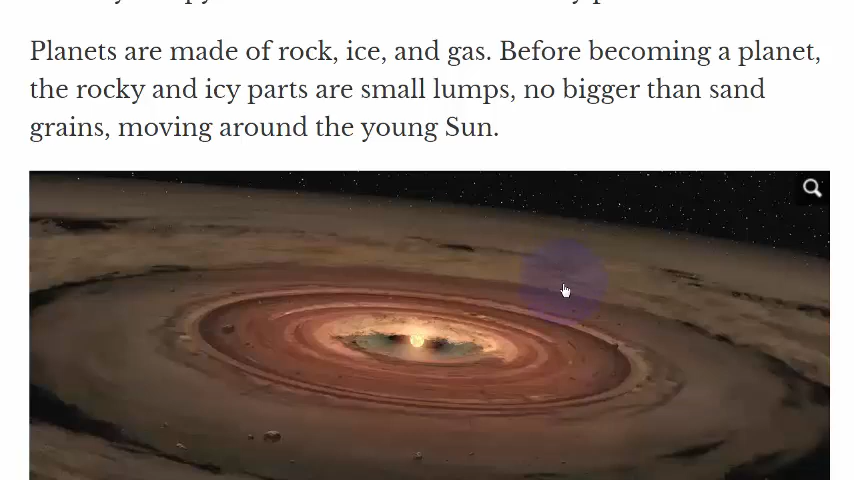 Planets are made of rock, ice, and gas. Before becoming a planet,
the rocky and icy parts are small lumps, no bigger than sand
grains, moving around the young Sun.